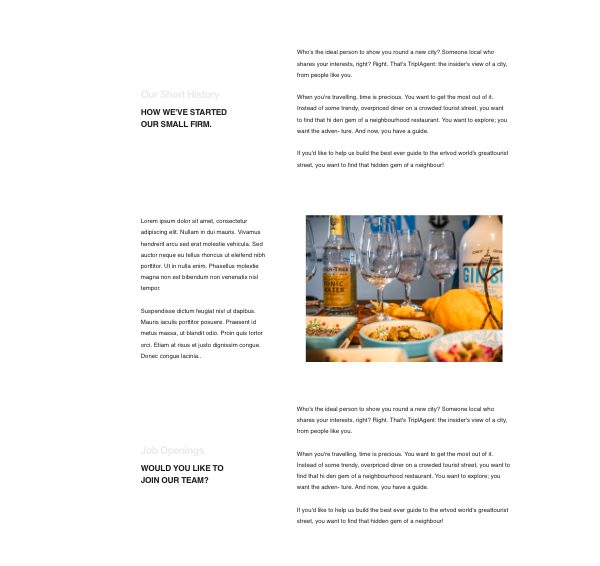 Our Short History
HOW WE'VE STARTED
OUR SMALL FIRM.
Who's the ideal person to show you round a new city? Someone local who
shares your interests, right? Right. That's TriplAgent: the insider's view of a city,
from people like you.
When you're travelling, time is precious. You want to get the most out of it.
Instead of some trendy, overpriced diner on a crowded tourist street, you want
to find that hi den gem of a neighbourhood restaurant. You want to explore; you
want the adven- ture. And now, you have a guide.
If you'd like to help us build the best ever guide to the ertvod world's greattourist
street, you want to find that hidden gem of a neighbour!
Lorem ipsum dolor sit amet, consectetur
adipiscing elit. Nullam in dui mauris. Vivamus
hendrerit arcu sed erat molestie vehicula. Sed
auctor neque eu tellus rhoncus ut eleifend nibh
porttitor. Ut in nulla enim. Phasellus molestie
magna non est bibendum non venenatis nisl
tempor.
Suspendisse dictum feugiat nisl ut dapibus.
Mauris iaculis porttitor posuere. Praesent id
metus massa, ut blandit odio. Proin quis tortor
orci. Etiam at risus et justo dignissim congue.
Donec congue lacinia..
TONIC
WATER
GINS
Job Openings
WOULD YOU LIKE TO
JOIN OUR TEAM?
Who's the ideal person to show you round a new city? Someone local who
shares your interests, right? Right. That's TriplAgent: the insider's view of a city,
from people like you.
When you're travelling, time is precious. You want to get the most out of it.
Instead of some trendy, overpriced diner on a crowded tourist street, you want to
find that hi den gem of a neighbourhood restaurant. You want to explore; you
want the adven- ture. And now, you have a guide.
If you'd like to help us build the best ever guide to the ertvod world's greattourist
street, you want to find that hidden gem of a neighbour!